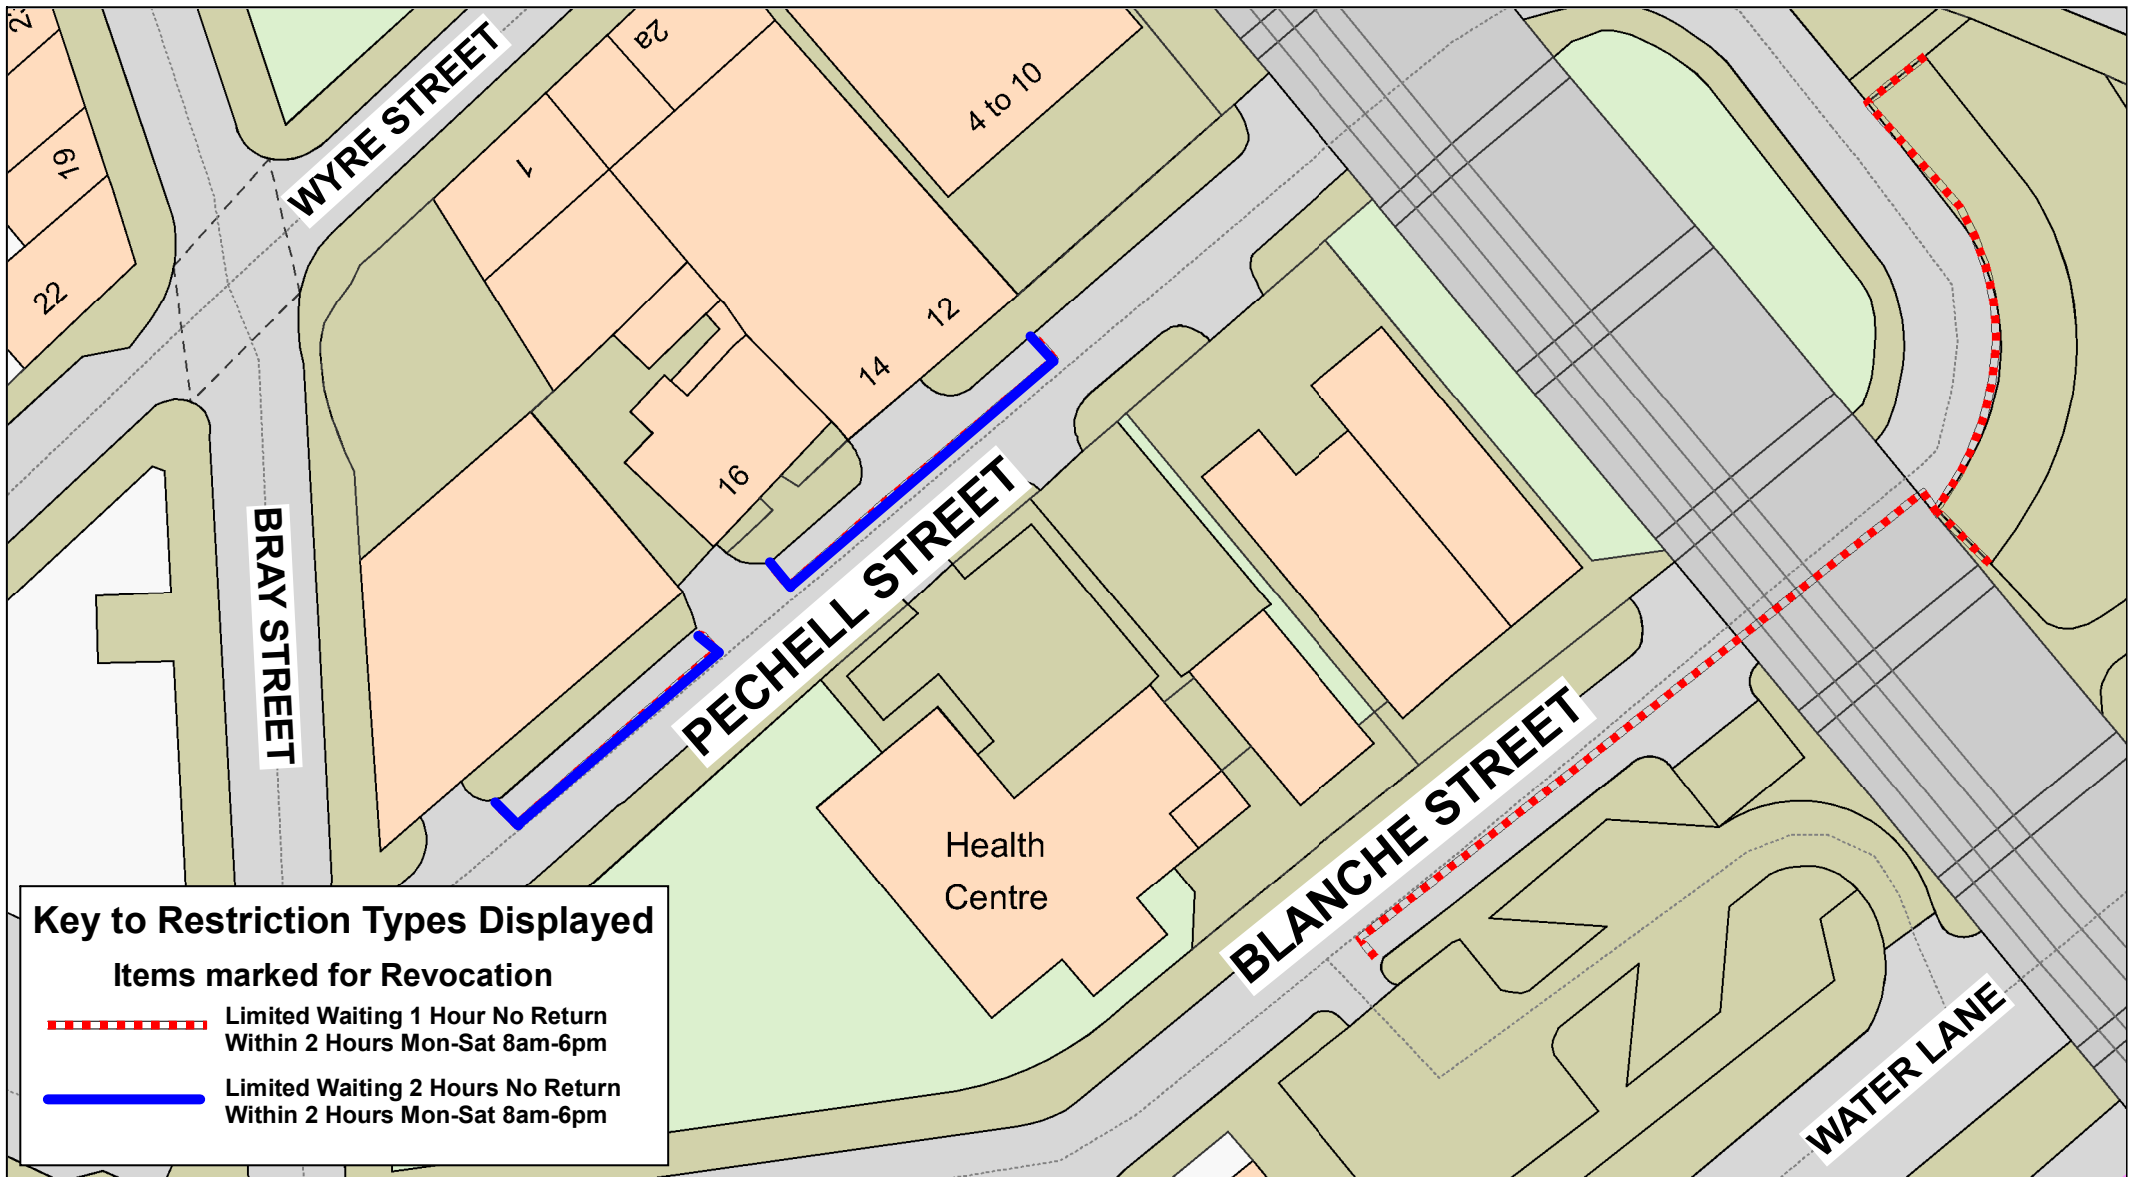 2a
4 to 10
WYRE STREET
1
19
22
12
14
16
PECHELL STREET
BRAY STREET
Health
Centre
BLANCHE STREET
WATER LANE
Key to Restriction Types Displayed
Items marked for Revocation
Limited Waiting 1 Hour No Return
Within 2 Hours Mon-Sat 8am-6pm
Limited Waiting 2 Hours No Return
Within 2 Hours Mon-Sat 8am-6pm